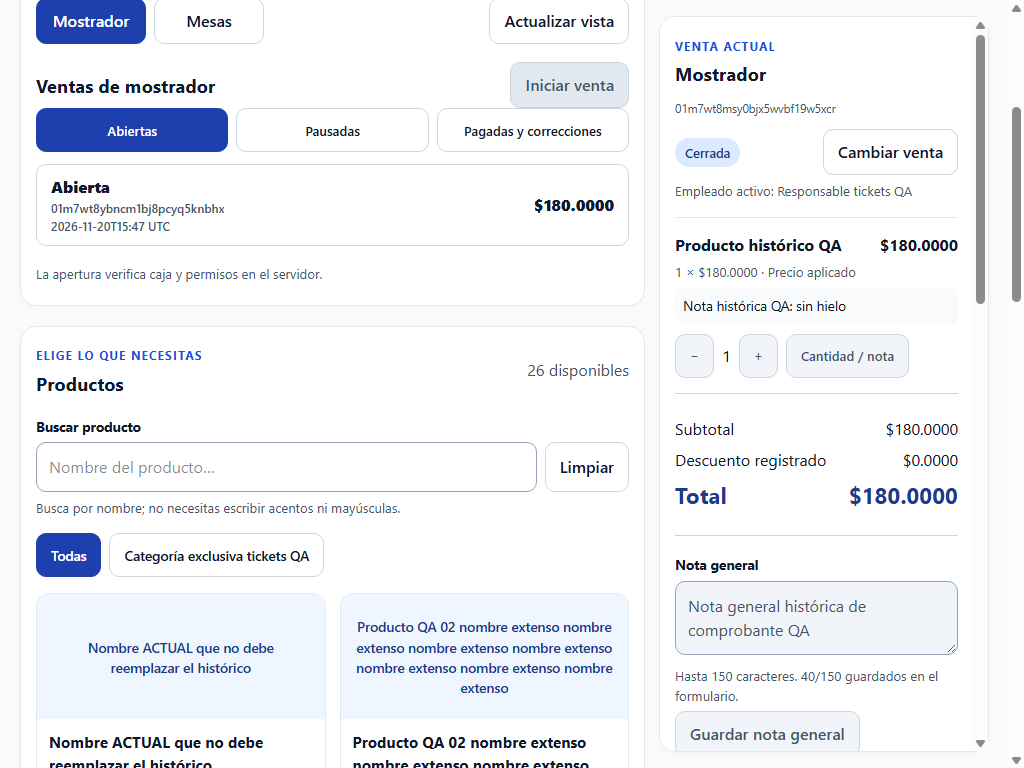 Mostrador
Mesas
Actualizar vista
Ventas de mostrador
Iniciar venta
Abiertas
Pausadas
Pagadas y correcciones
Abierta
01m7wt8ybncm1bj8pcyq5knbhx
2026-11-20T15:47 UTC
$180.0000
La apertura verifica caja y permisos en el servidor.
ELIGE LO QUE NECESITAS
Productos
26 disponibles
Buscar producto
Nombre del producto...
Limpiar
Busca por nombre; no necesitas escribir acentos ni mayúsculas.
Todas
Categoría exclusiva tickets QA
Nombre ACTUAL que no debe
reemplazar el histórico
Producto QA 02 nombre extenso nombre
extenso nombre extenso nombre extenso
nombre extenso nombre extenso nombre
extenso
Nombre ACTUAL que no debe
reemplazar el histórico
Producto QA 02 nombre extenso
nombre extenso nombre extenso
VENTA ACTUAL
Mostrador
01m7wt8msy0bjx5wvbf19w5xcr
Cerrada
Cambiar venta
Empleado activo: Responsable tickets QA
Producto histórico QA
$180.0000
1 × $180.0000 · Precio aplicado
Nota histórica QA: sin hielo
−
1
+
Cantidad / nota
Subtotal
$180.0000
Descuento registrado
$0.0000
Total
$180.0000
Nota general
Nota general histórica de
comprobante QA
Hasta 150 caracteres. 40/150 guardados en el
formulario.
Guardar nota general